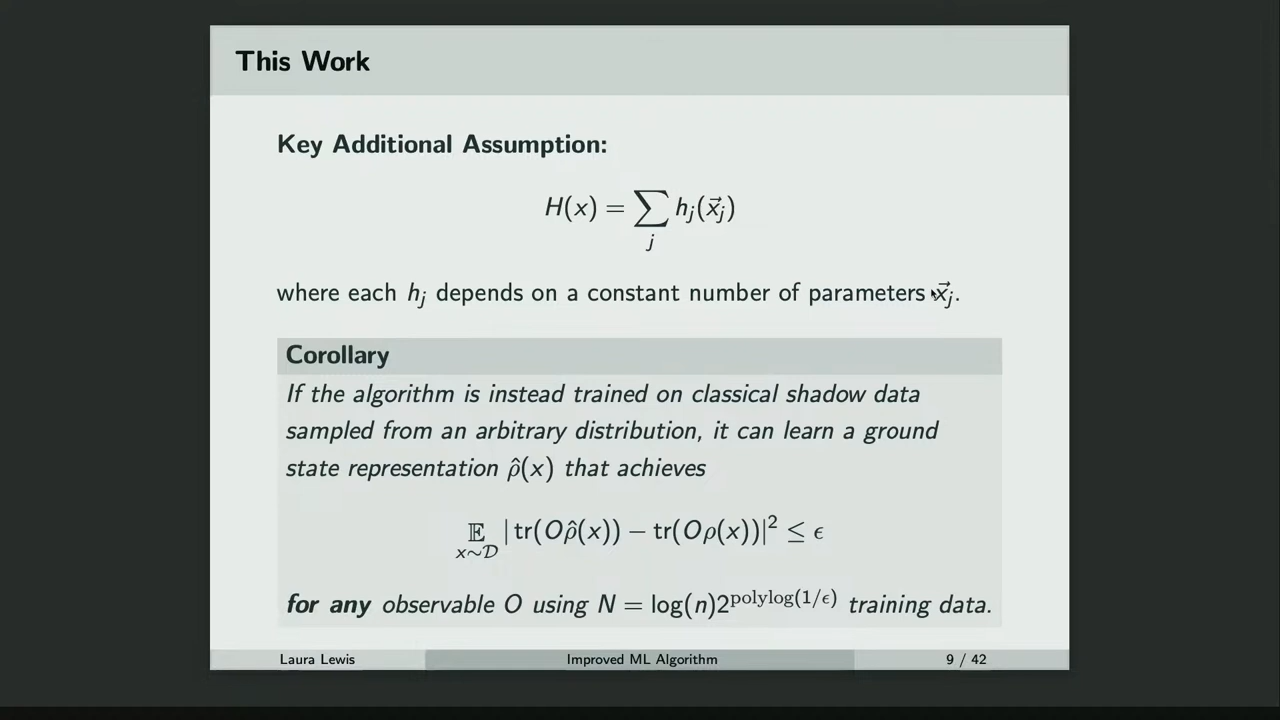 This Work
Key Additional Assumption:
H(x) = ∑_j h_j(x⃗_j)
where each h_j depends on a constant number of parameters x⃗_j.
Corollary
If the algorithm is instead trained on classical shadow data
sampled from an arbitrary distribution, it can learn a ground
state representation ρ̂(x) that achieves
𝔼_{x∼𝒟} | tr(Oρ̂(x)) − tr(Oρ(x))|² ≤ ϵ
for any observable O using N = log(n)2^{polylog(1/ϵ)} training data.
Laura Lewis Improved ML Algorithm 9 / 42